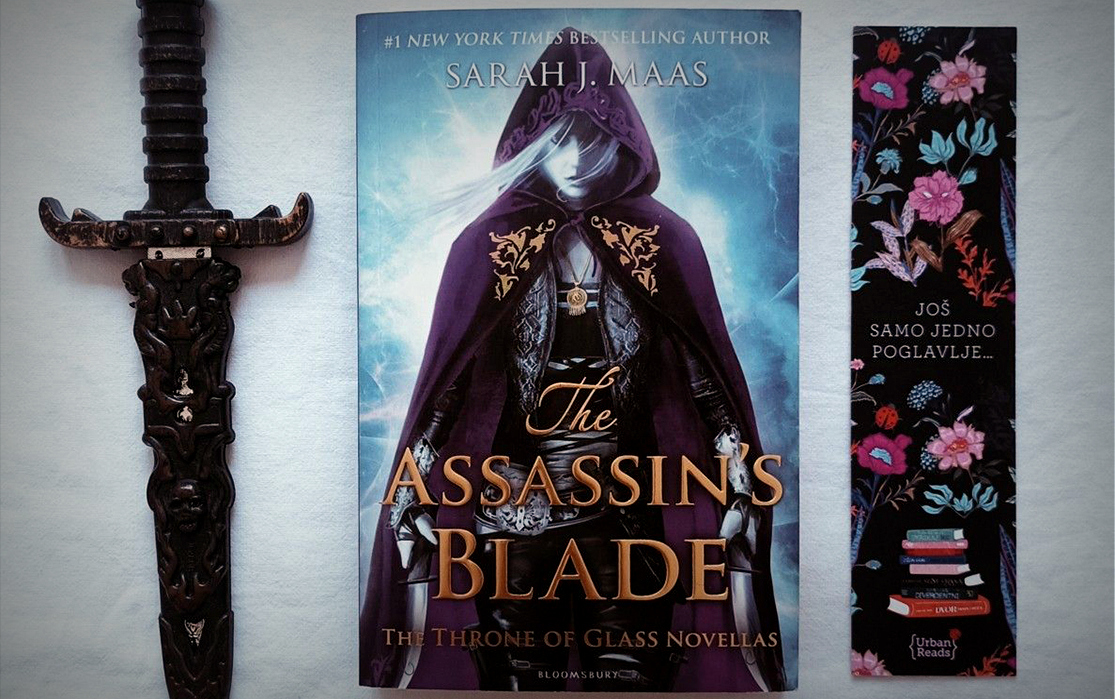 #1 NEW YORK TIMES BESTSELLING AUTHOR
SARAH J. MAAS
The
ASSASSIN'S
BLADE
THE THRONE OF GLASS NOVELLAS
BLOOMSBURY
JOŠ
SAMO JEDNO
POGLAVLJE...
DVOR
Urban
Reads